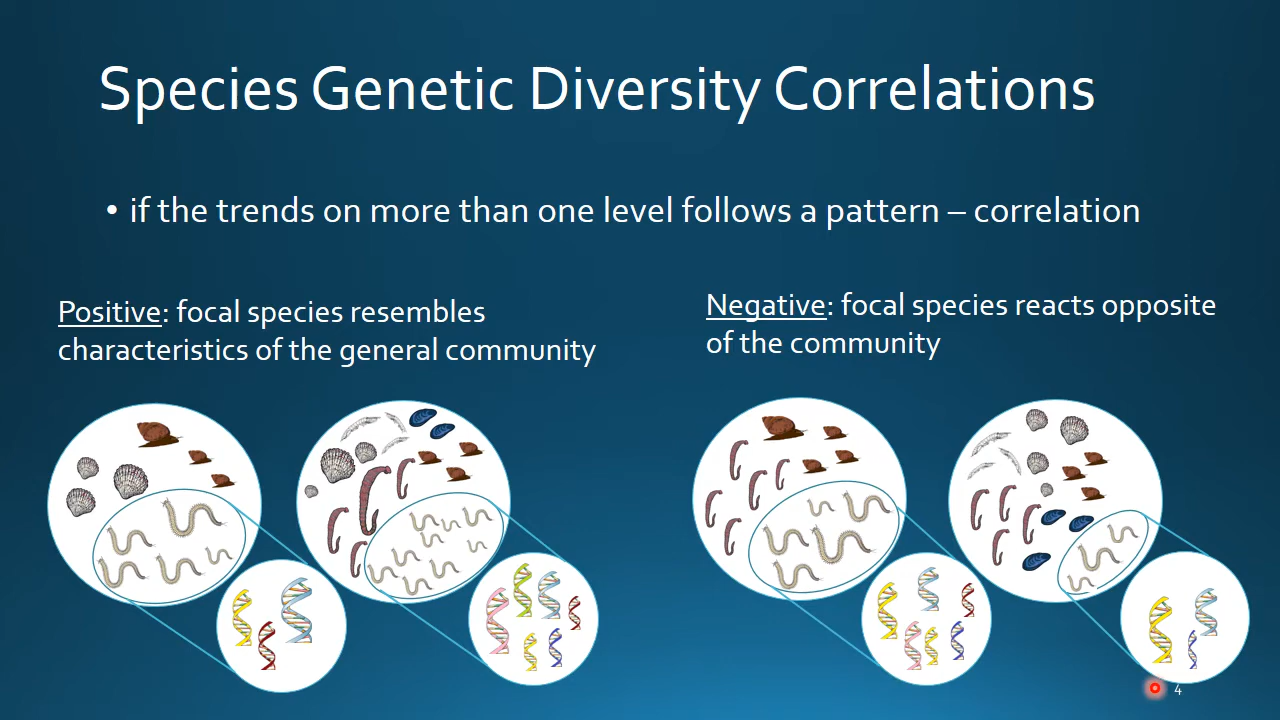 Species Genetic Diversity Correlations
• if the trends on more than one level follows a pattern – correlation
Positive: focal species resembles
characteristics of the general community
Negative: focal species reacts opposite
of the community
4